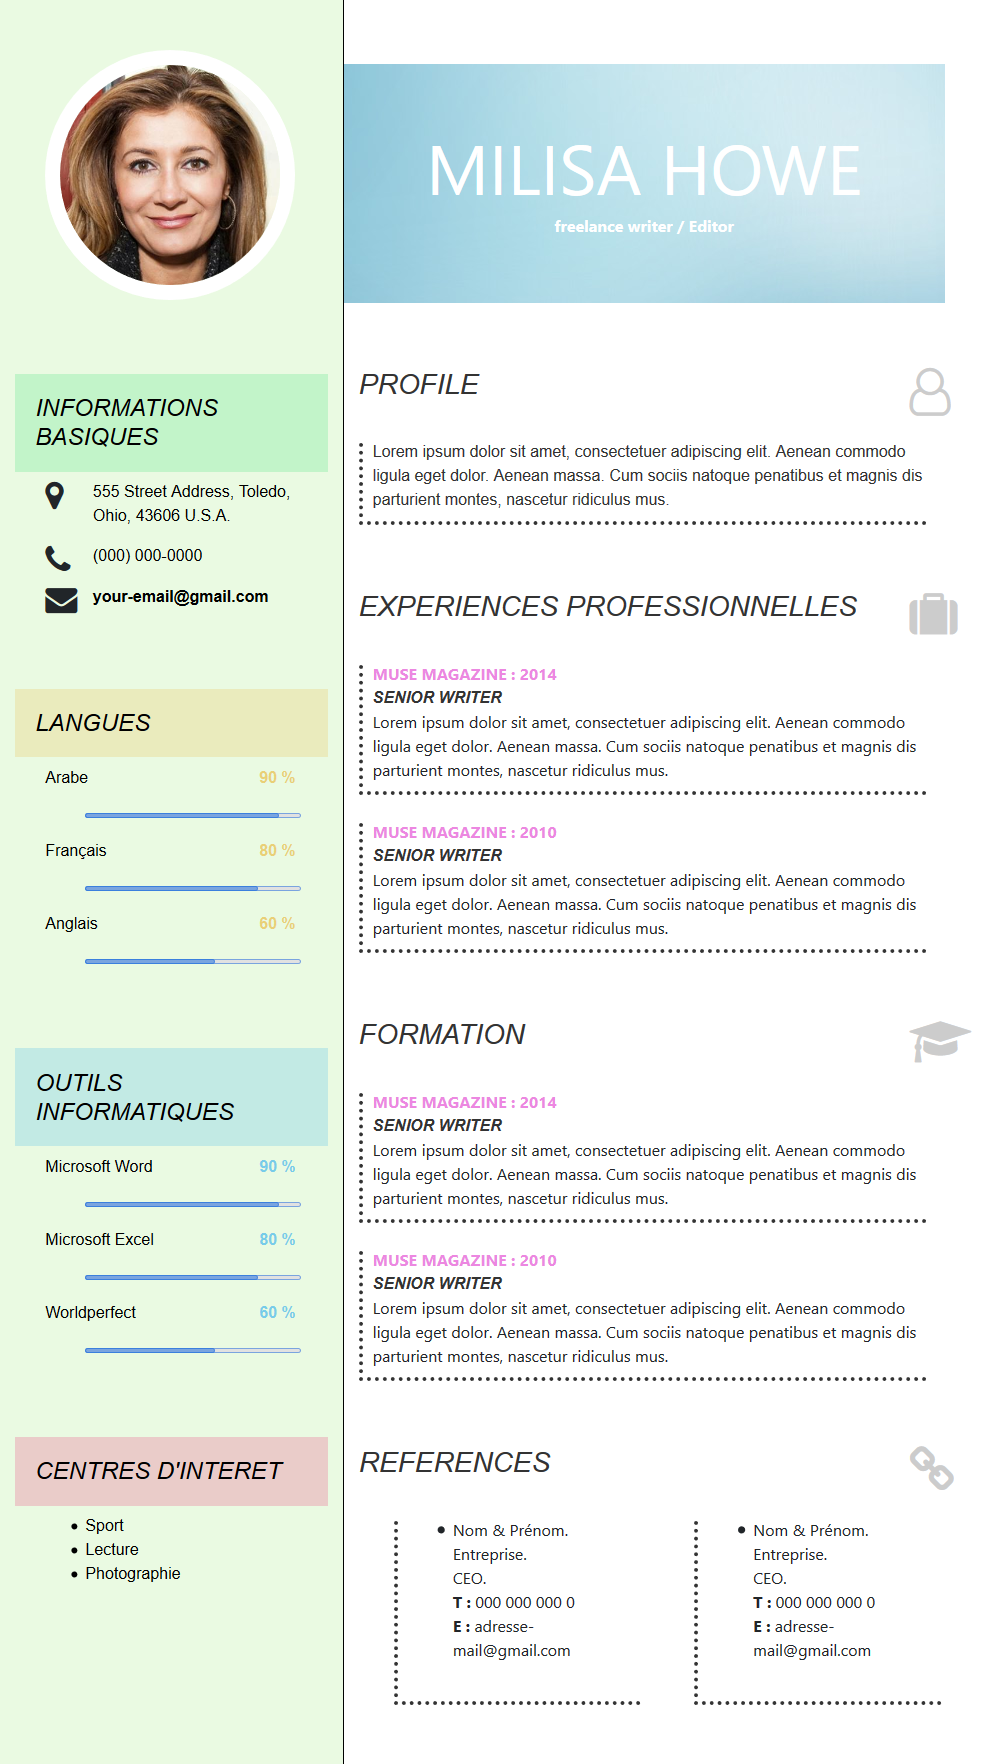 MILISA HOWE
freelance writer / Editor
INFORMATIONS
BASIQUES
555 Street Address, Toledo,
Ohio, 43606 U.S.A.
(000) 000-0000
your-email@gmail.com
LANGUES
Arabe 90 %
Français 80 %
Anglais 60 %
OUTILS
INFORMATIQUES
Microsoft Word 90 %
Microsoft Excel 80 %
Worldperfect 60 %
CENTRES D'INTERET
Sport
Lecture
Photographie
PROFILE
Lorem ipsum dolor sit amet, consectetuer adipiscing elit. Aenean commodo
ligula eget dolor. Aenean massa. Cum sociis natoque penatibus et magnis dis
parturient montes, nascetur ridiculus mus.
EXPERIENCES PROFESSIONNELLES
MUSE MAGAZINE : 2014
SENIOR WRITER
Lorem ipsum dolor sit amet, consectetuer adipiscing elit. Aenean commodo
ligula eget dolor. Aenean massa. Cum sociis natoque penatibus et magnis dis
parturient montes, nascetur ridiculus mus.
MUSE MAGAZINE : 2010
SENIOR WRITER
Lorem ipsum dolor sit amet, consectetuer adipiscing elit. Aenean commodo
ligula eget dolor. Aenean massa. Cum sociis natoque penatibus et magnis dis
parturient montes, nascetur ridiculus mus.
FORMATION
MUSE MAGAZINE : 2014
SENIOR WRITER
Lorem ipsum dolor sit amet, consectetuer adipiscing elit. Aenean commodo
ligula eget dolor. Aenean massa. Cum sociis natoque penatibus et magnis dis
parturient montes, nascetur ridiculus mus.
MUSE MAGAZINE : 2010
SENIOR WRITER
Lorem ipsum dolor sit amet, consectetuer adipiscing elit. Aenean commodo
ligula eget dolor. Aenean massa. Cum sociis natoque penatibus et magnis dis
parturient montes, nascetur ridiculus mus.
REFERENCES
Nom & Prénom.
Entreprise.
CEO.
T : 000 000 000 0
E : adresse-
mail@gmail.com
Nom & Prénom.
Entreprise.
CEO.
T : 000 000 000 0
E : adresse-
mail@gmail.com